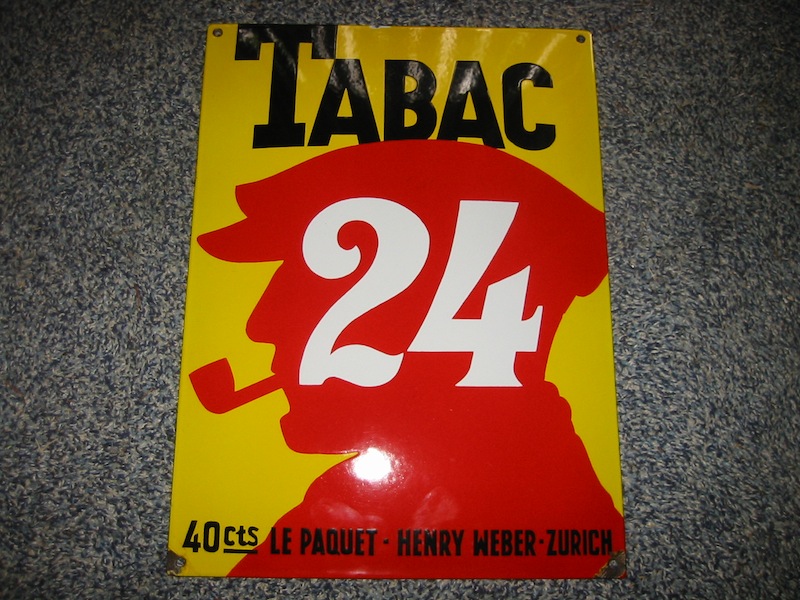 TABAC
24
40cts LE PAQUET · HENRY WEBER · ZURICH